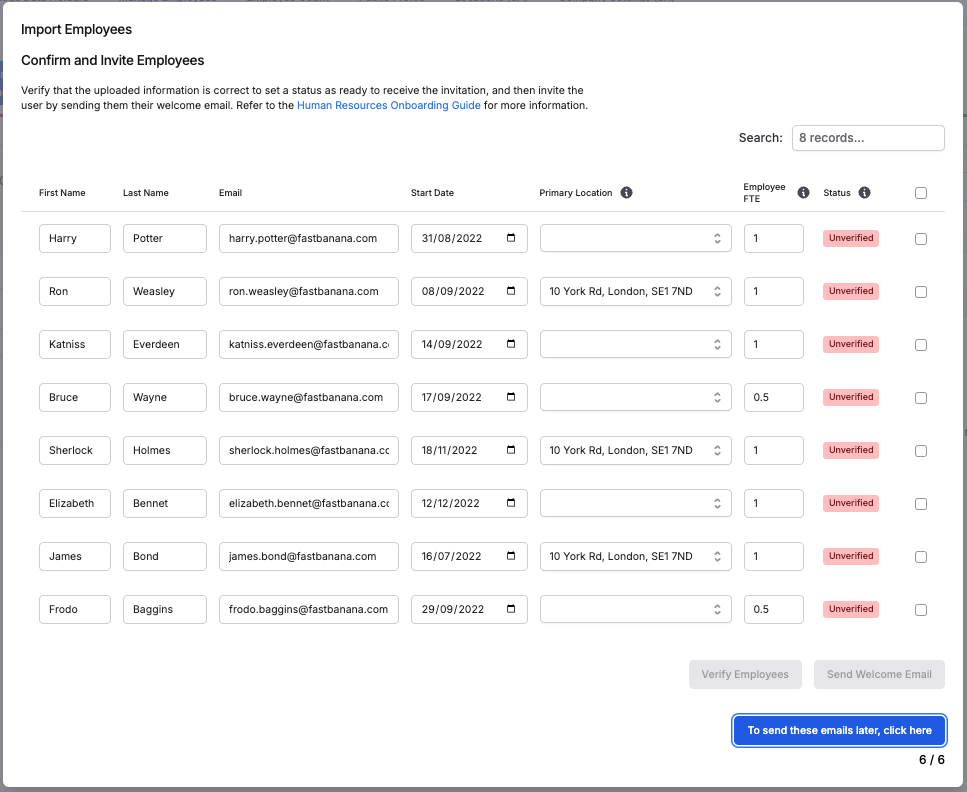 Import Employees
Confirm and Invite Employees
Verify that the uploaded information is correct to set a status as ready to receive the invitation, and then invite the
user by sending them their welcome email. Refer to the Human Resources Onboarding Guide for more information.
Search: 8 records...
First Name Last Name Email Start Date Primary Location Employee FTE Status
Harry Potter harry.potter@fastbanana.com 31/08/2022 1 Unverified
Ron Weasley ron.weasley@fastbanana.com 08/09/2022 10 York Rd, London, SE1 7ND 1 Unverified
Katniss Everdeen katniss.everdeen@fastbanana.c 14/09/2022 1 Unverified
Bruce Wayne bruce.wayne@fastbanana.com 17/09/2022 0.5 Unverified
Sherlock Holmes sherlock.holmes@fastbanana.cc 18/11/2022 10 York Rd, London, SE1 7ND 1 Unverified
Elizabeth Bennet elizabeth.bennet@fastbanana.cc 12/12/2022 1 Unverified
James Bond james.bond@fastbanana.com 16/07/2022 10 York Rd, London, SE1 7ND 1 Unverified
Frodo Baggins frodo.baggins@fastbanana.com 29/09/2022 0.5 Unverified
Verify Employees Send Welcome Email
To send these emails later, click here
6 / 6